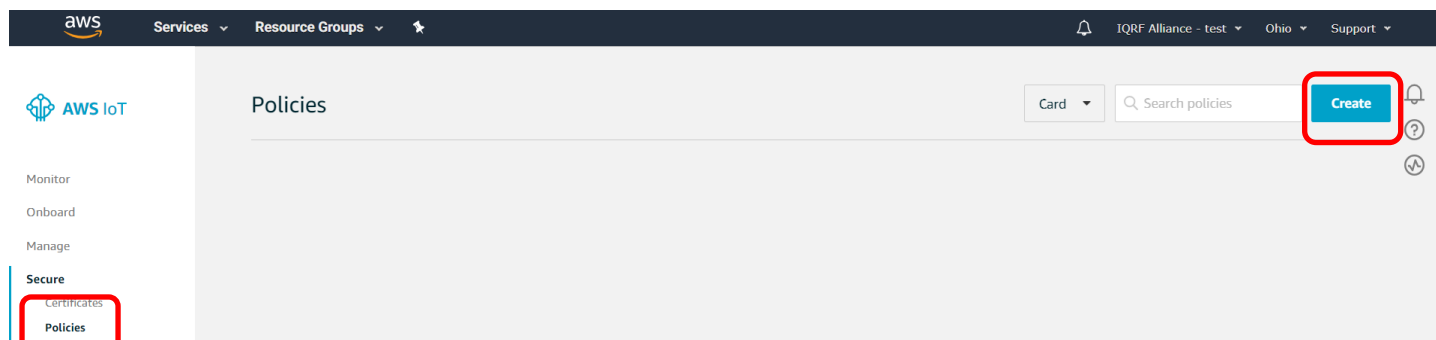 aws Services Resource Groups IQRF Alliance - test Ohio Support
AWS IoT
Policies
Card Search policies Create
Monitor
Onboard
Manage
Secure
Certificates
Policies